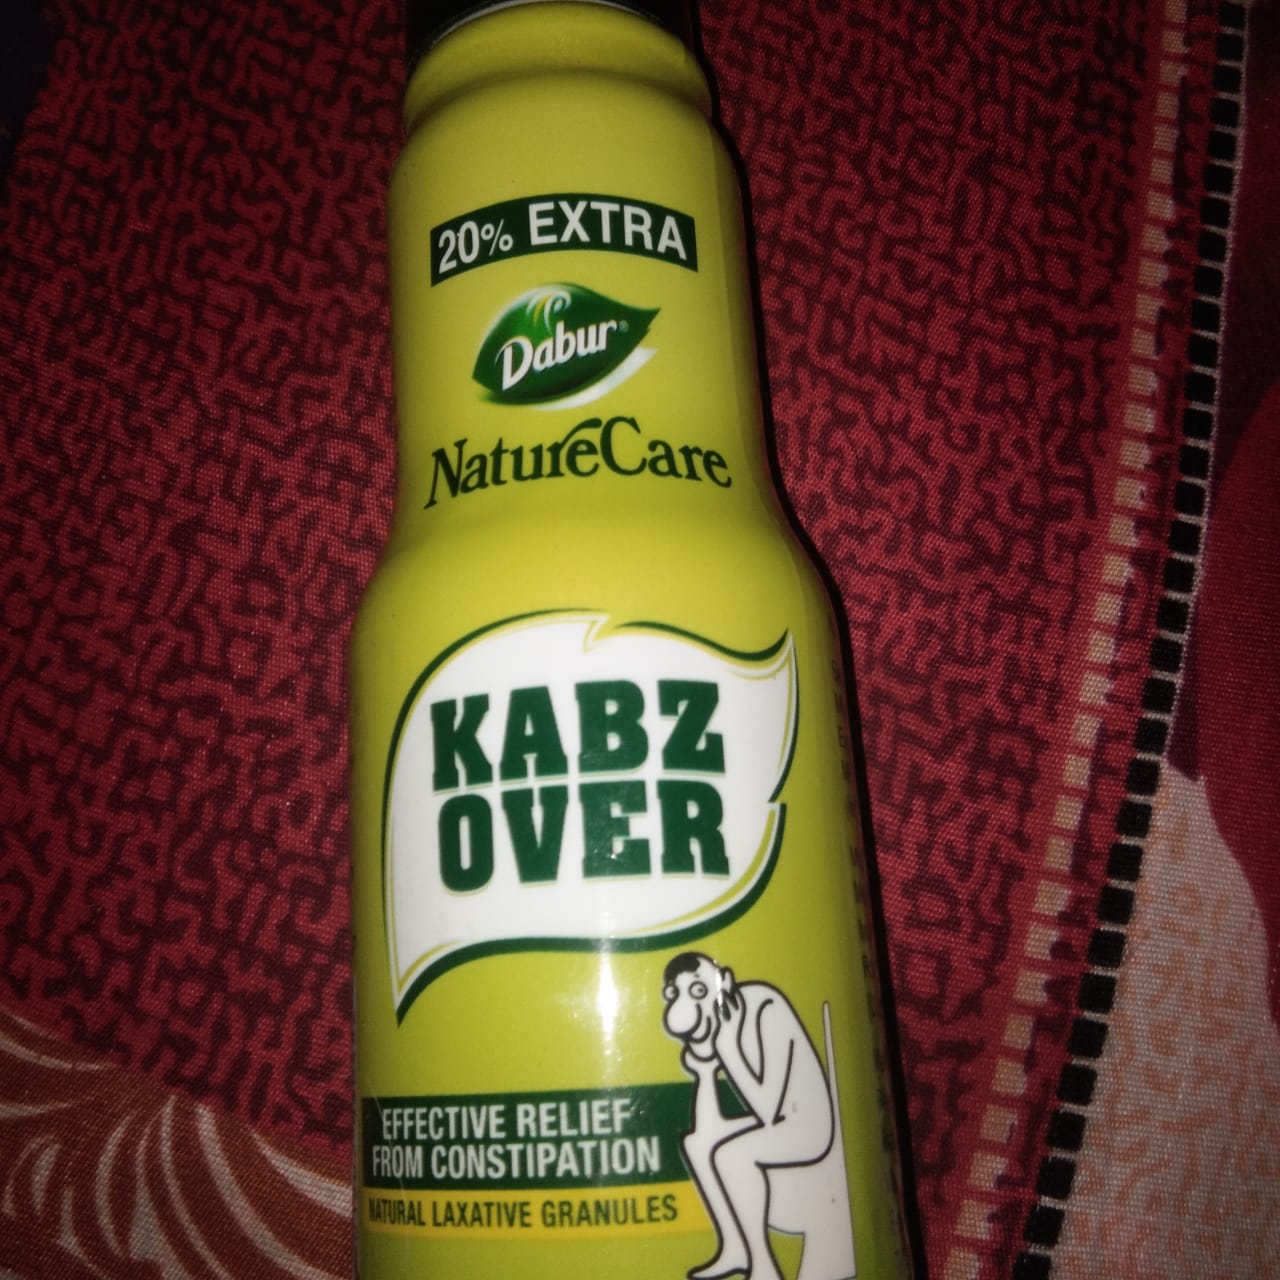 20% EXTRA
Dabur®
NatureCare
KABZ
OVER
EFFECTIVE RELIEF
FROM CONSTIPATION
NATURAL LAXATIVE GRANULES